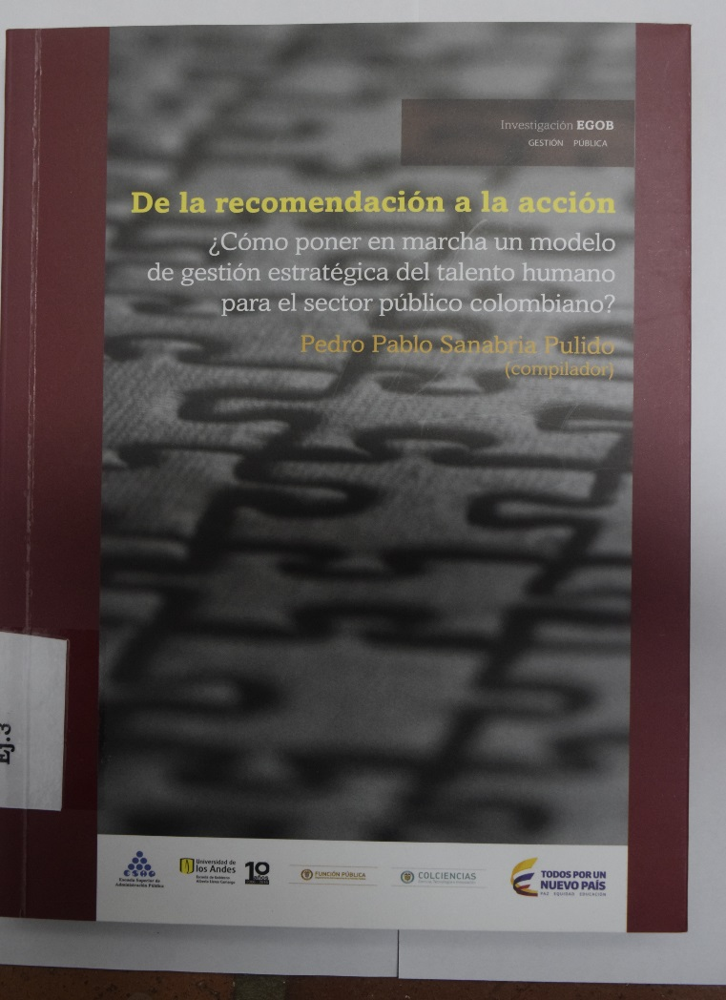 Investigación EGOB
GESTIÓN PÚBLICA
De la recomendación a la acción
¿Cómo poner en marcha un modelo
de gestión estratégica del talento humano
para el sector público colombiano?
Pedro Pablo Sanabria Pulido
(compilador)
Ej.3
ESAP
Escuela Superior de
Administración Pública
Universidad de
los Andes
Escuela de Gobierno
Alberto Lleras Camargo
10
años
FUNCIÓN PÚBLICA
COLCIENCIAS
TODOS POR UN
NUEVO PAÍS
PAZ EQUIDAD EDUCACIÓN